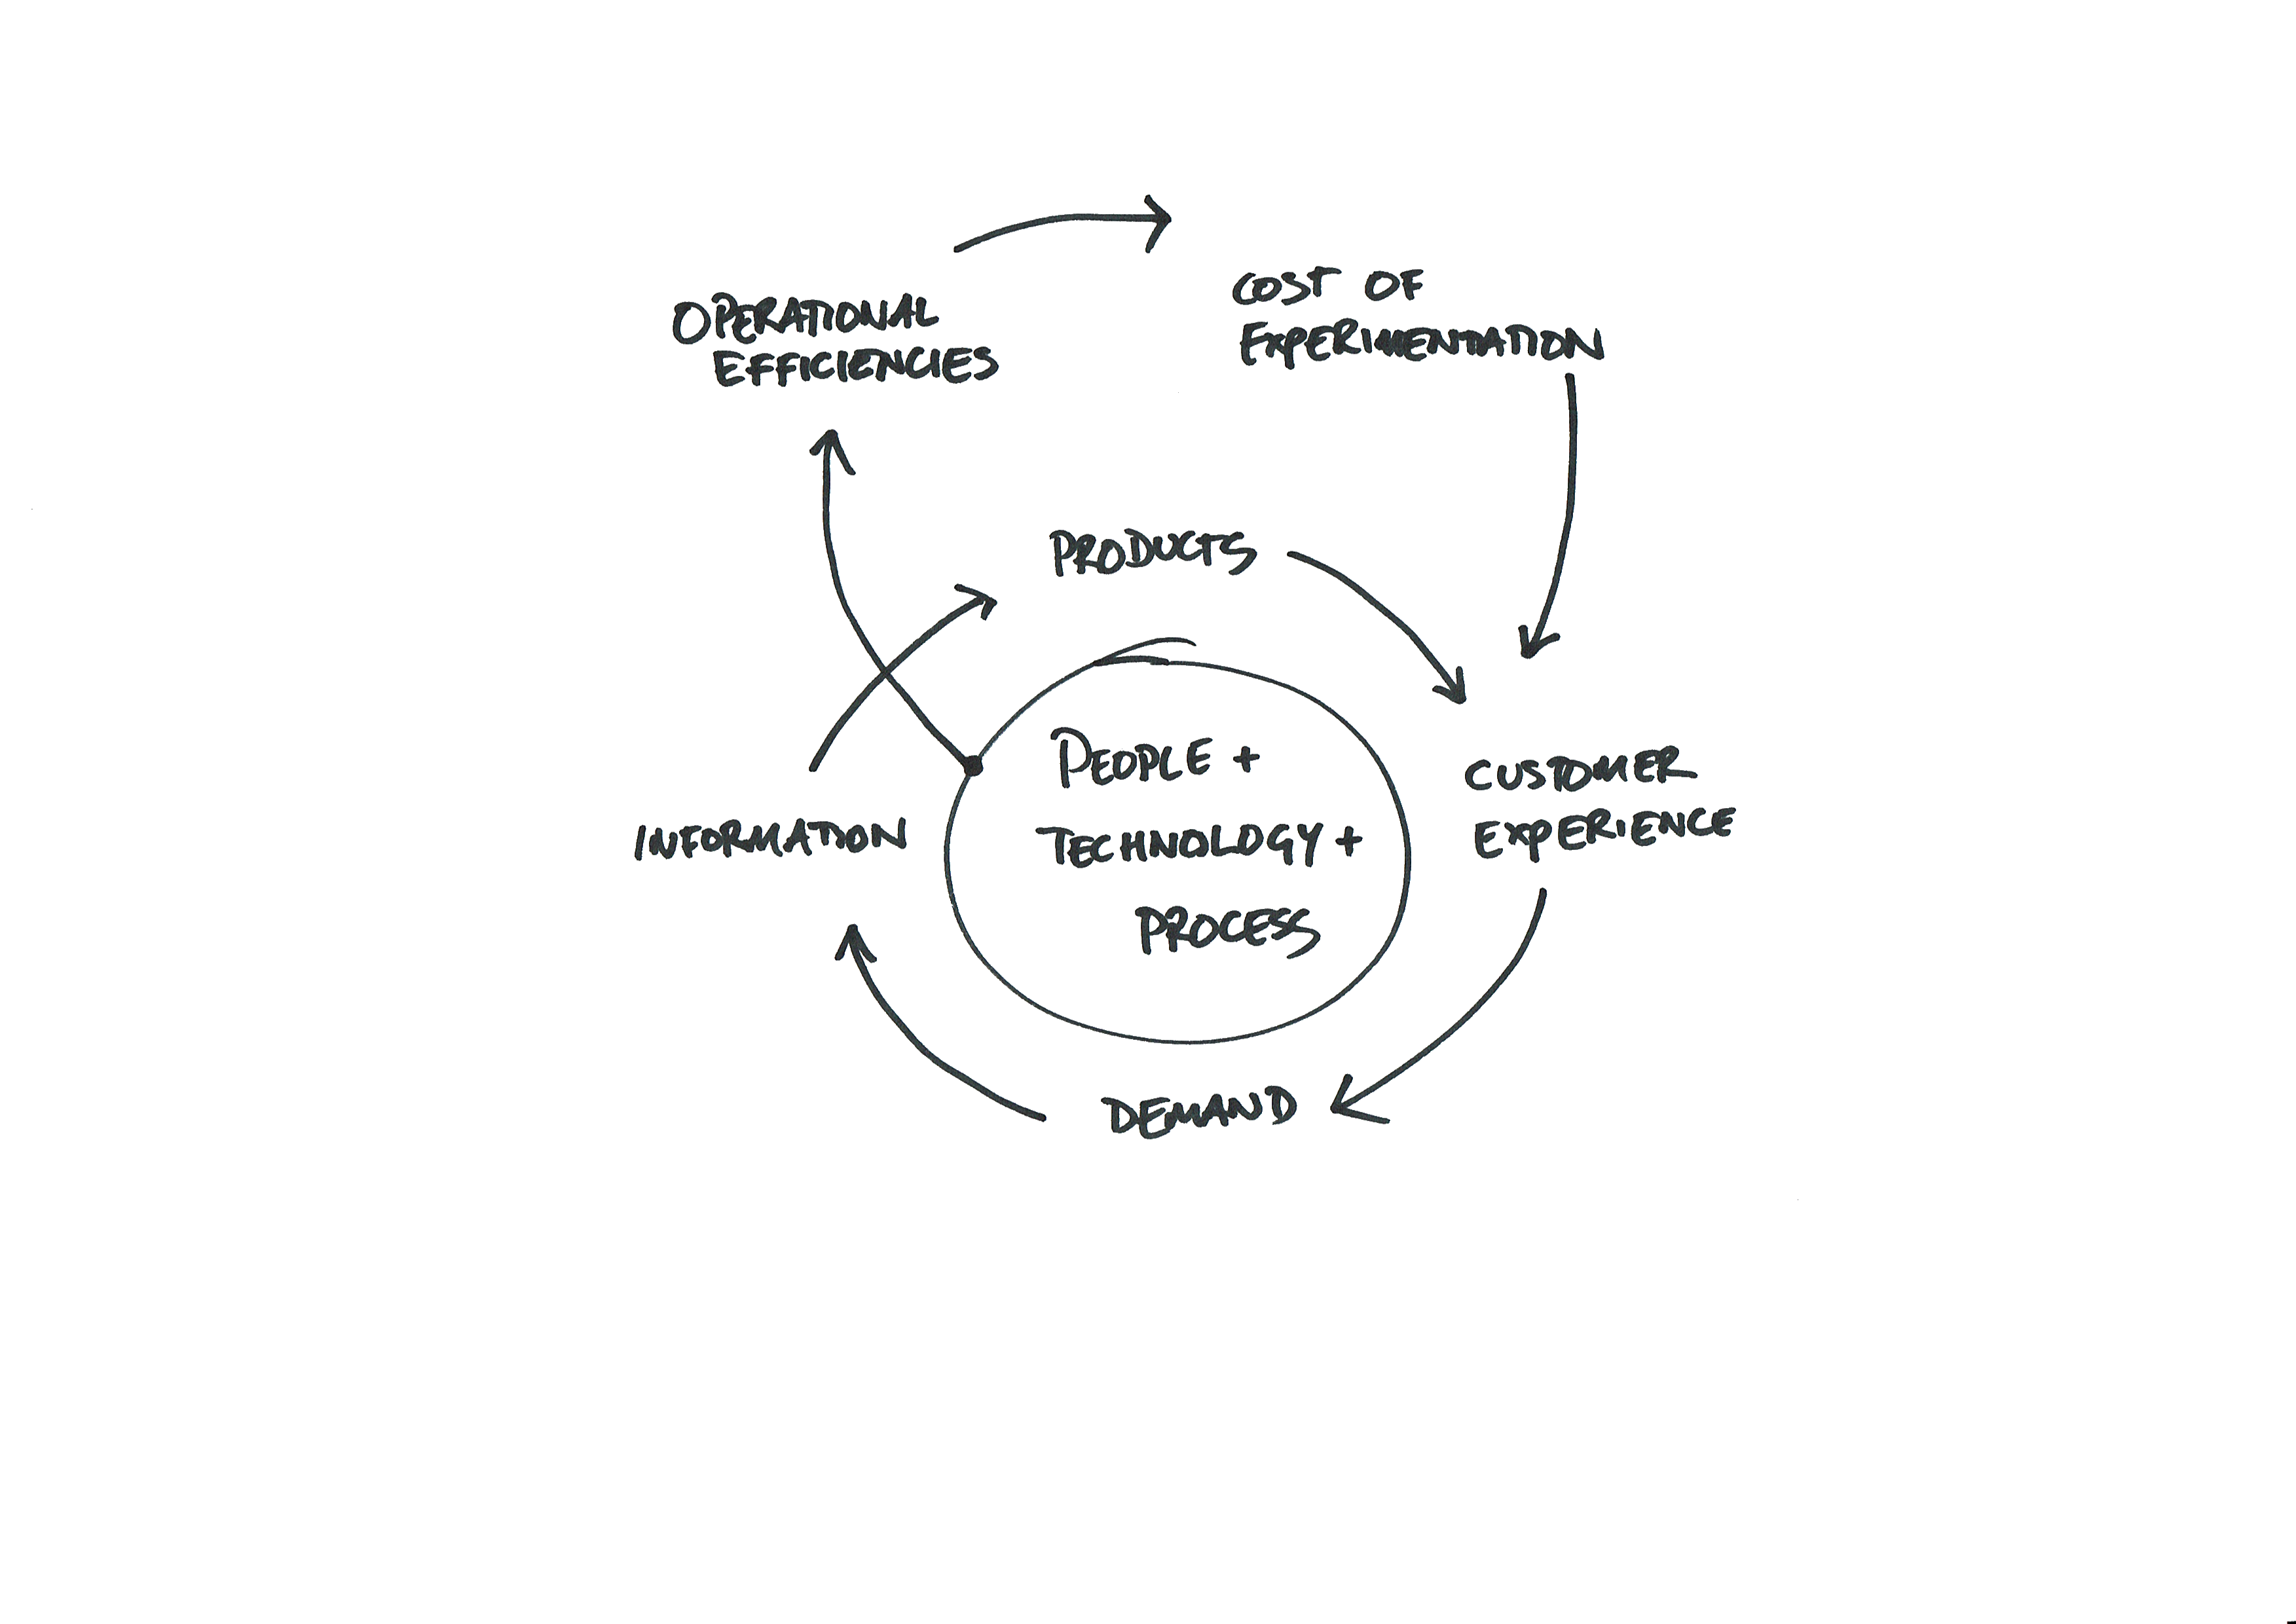 OPERATIONAL
EFFICIENCIES
COST OF
EXPERIMENTATION
PRODUCTS
PEOPLE +
TECHNOLOGY +
PROCESS
CUSTOMER
EXPERIENCE
INFORMATION
DEMAND